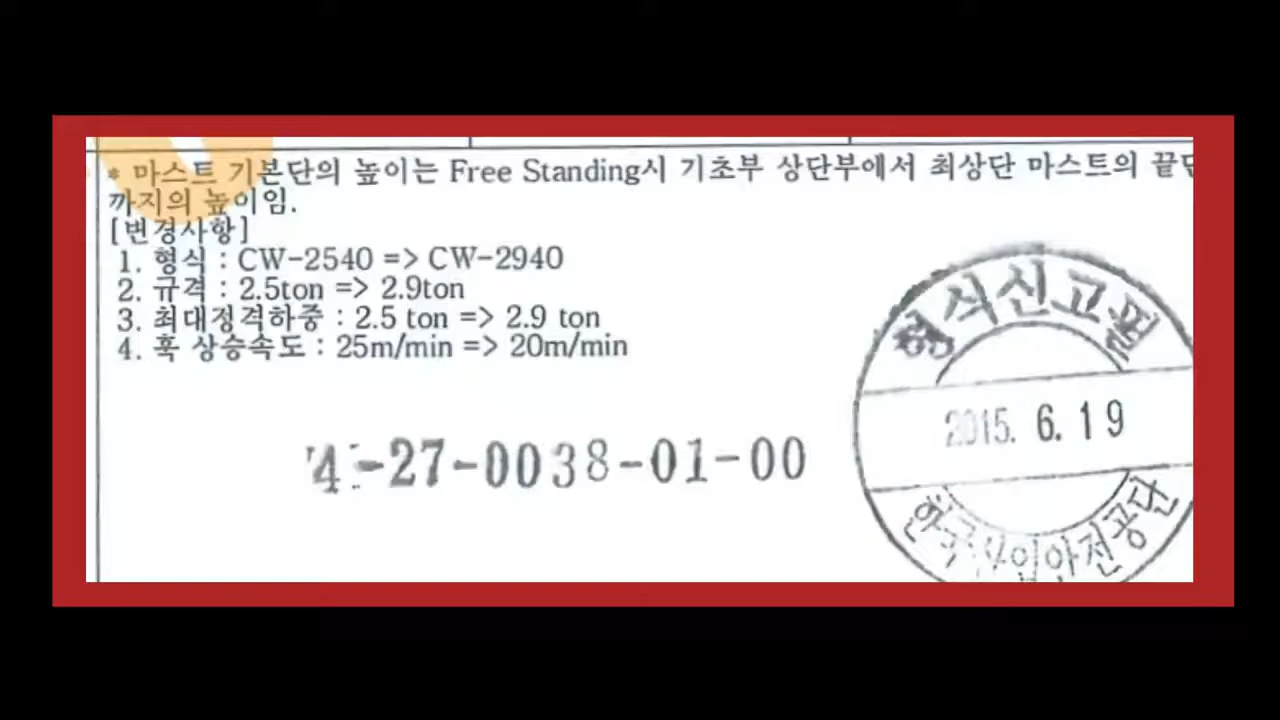 * 마스트 기본단의 높이는 Free Standing시 기초부 상단부에서 최상단 마스트의 끝단
까지의 높이임.
[변경사항]
1. 형식 : CW-2540 => CW-2940
2. 규격 : 2.5ton => 2.9ton
3. 최대정격하중 : 2.5 ton => 2.9 ton
4. 훅 상승속도 : 25m/min => 20m/min
형식신고필
2015. 6. 19
4-27-0038-01-00
한국산업안전공단